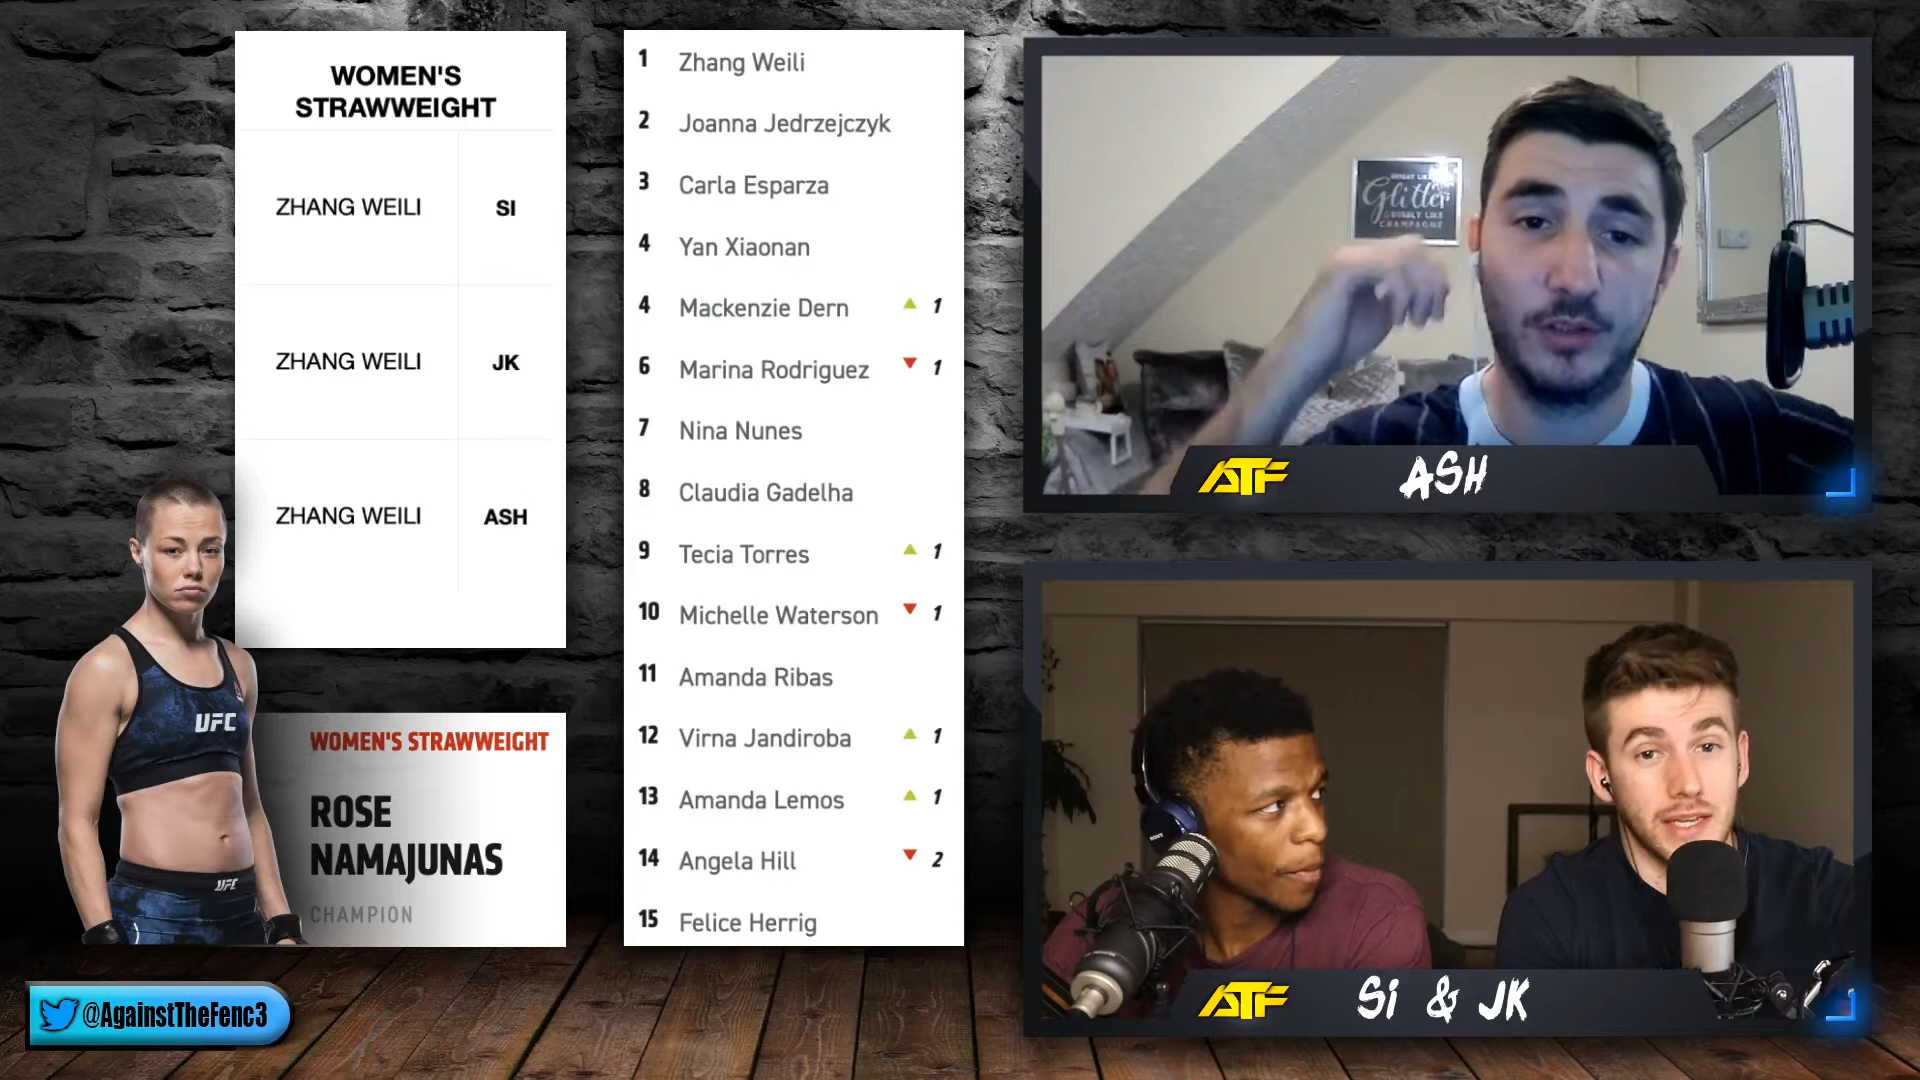 WOMEN'S
STRAWWEIGHT
ZHANG WEILI SI
ZHANG WEILI JK
ZHANG WEILI ASH
UFC
UFC
WOMEN'S STRAWWEIGHT
ROSE
NAMAJUNAS
CHAMPION
@AgainstTheFenc3
1 Zhang Weili
2 Joanna Jedrzejczyk
3 Carla Esparza
4 Yan Xiaonan
4 Mackenzie Dern 1
6 Marina Rodriguez 1
7 Nina Nunes
8 Claudia Gadelha
9 Tecia Torres 1
10 Michelle Waterson 1
11 Amanda Ribas
12 Virna Jandiroba 1
13 Amanda Lemos 1
14 Angela Hill 2
15 Felice Herrig
Glitter
CHAMPAGNE
ATF ASH
SONY
ATF Si & JK